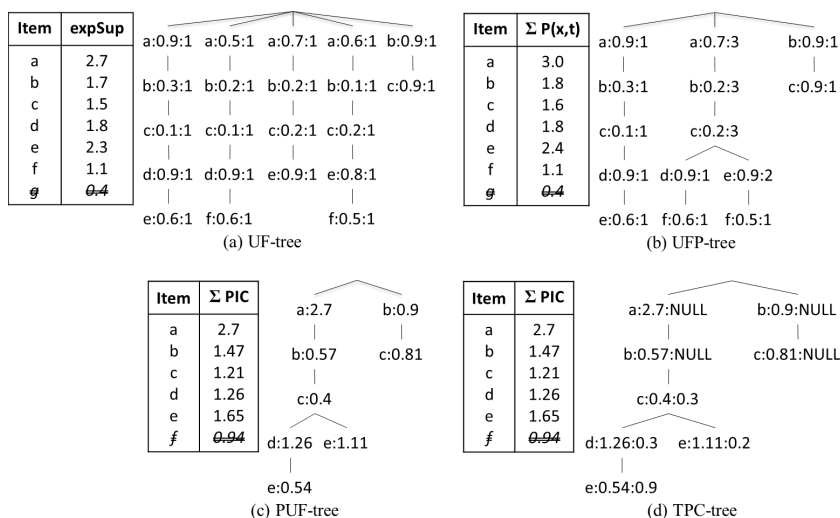 Item expSup
a 2.7
b 1.7
c 1.5
d 1.8
e 2.3
f 1.1
g 0.4
a:0.9:1 a:0.5:1 a:0.7:1 a:0.6:1 b:0.9:1
b:0.3:1 b:0.2:1 b:0.2:1 b:0.1:1 c:0.9:1
c:0.1:1 c:0.1:1 c:0.2:1 c:0.2:1
d:0.9:1 d:0.9:1 e:0.9:1 e:0.8:1
e:0.6:1 f:0.6:1 f:0.5:1
(a) UF-tree
Item Σ P(x,t)
a 3.0
b 1.8
c 1.6
d 1.8
e 2.4
f 1.1
g 0.4
a:0.9:1 a:0.7:3 b:0.9:1
b:0.3:1 b:0.2:3 c:0.9:1
c:0.1:1 c:0.2:3
d:0.9:1 d:0.9:1 e:0.9:2
e:0.6:1 f:0.6:1 f:0.5:1
(b) UFP-tree
Item Σ PIC
a 2.7
b 1.47
c 1.21
d 1.26
e 1.65
f 0.94
a:2.7 b:0.9
b:0.57 c:0.81
c:0.4
d:1.26 e:1.11
e:0.54
(c) PUF-tree
Item Σ PIC
a 2.7
b 1.47
c 1.21
d 1.26
e 1.65
f 0.94
a:2.7:NULL b:0.9:NULL
b:0.57:NULL c:0.81:NULL
c:0.4:0.3
d:1.26:0.3 e:1.11:0.2
e:0.54:0.9
(d) TPC-tree